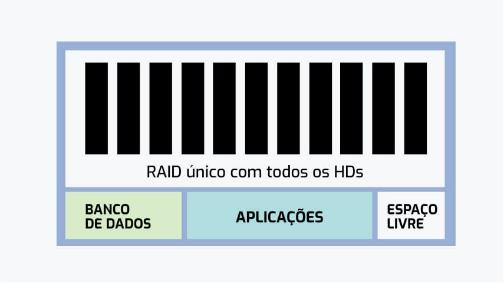 RAID único com todos os HDs
BANCO
DE DADOS
APLICAÇÕES
ESPAÇO
LIVRE